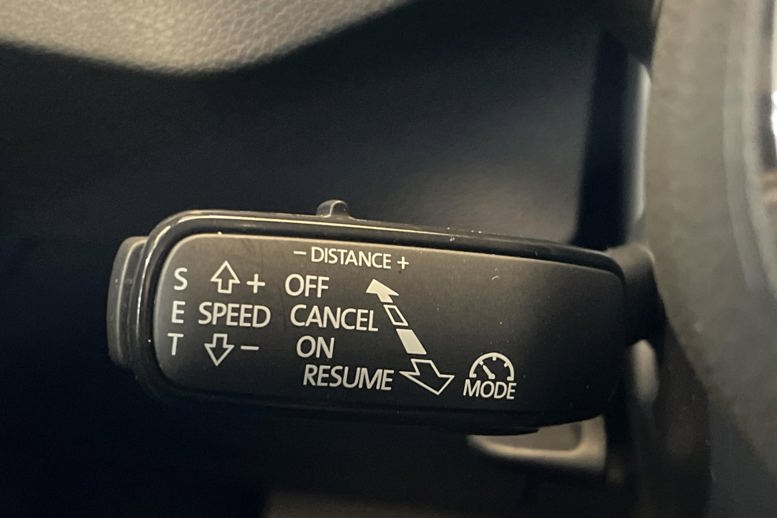 − DISTANCE +
S + OFF
E SPEED CANCEL
T − ON
RESUME
MODE